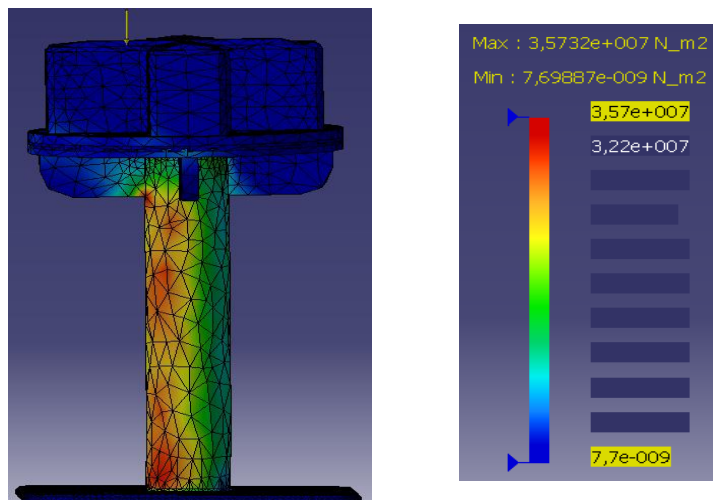 Max : 3,5732e+007 N_m2
Min : 7,69887e-009 N_m2
3,57e+007
3,22e+007
7,7e-009